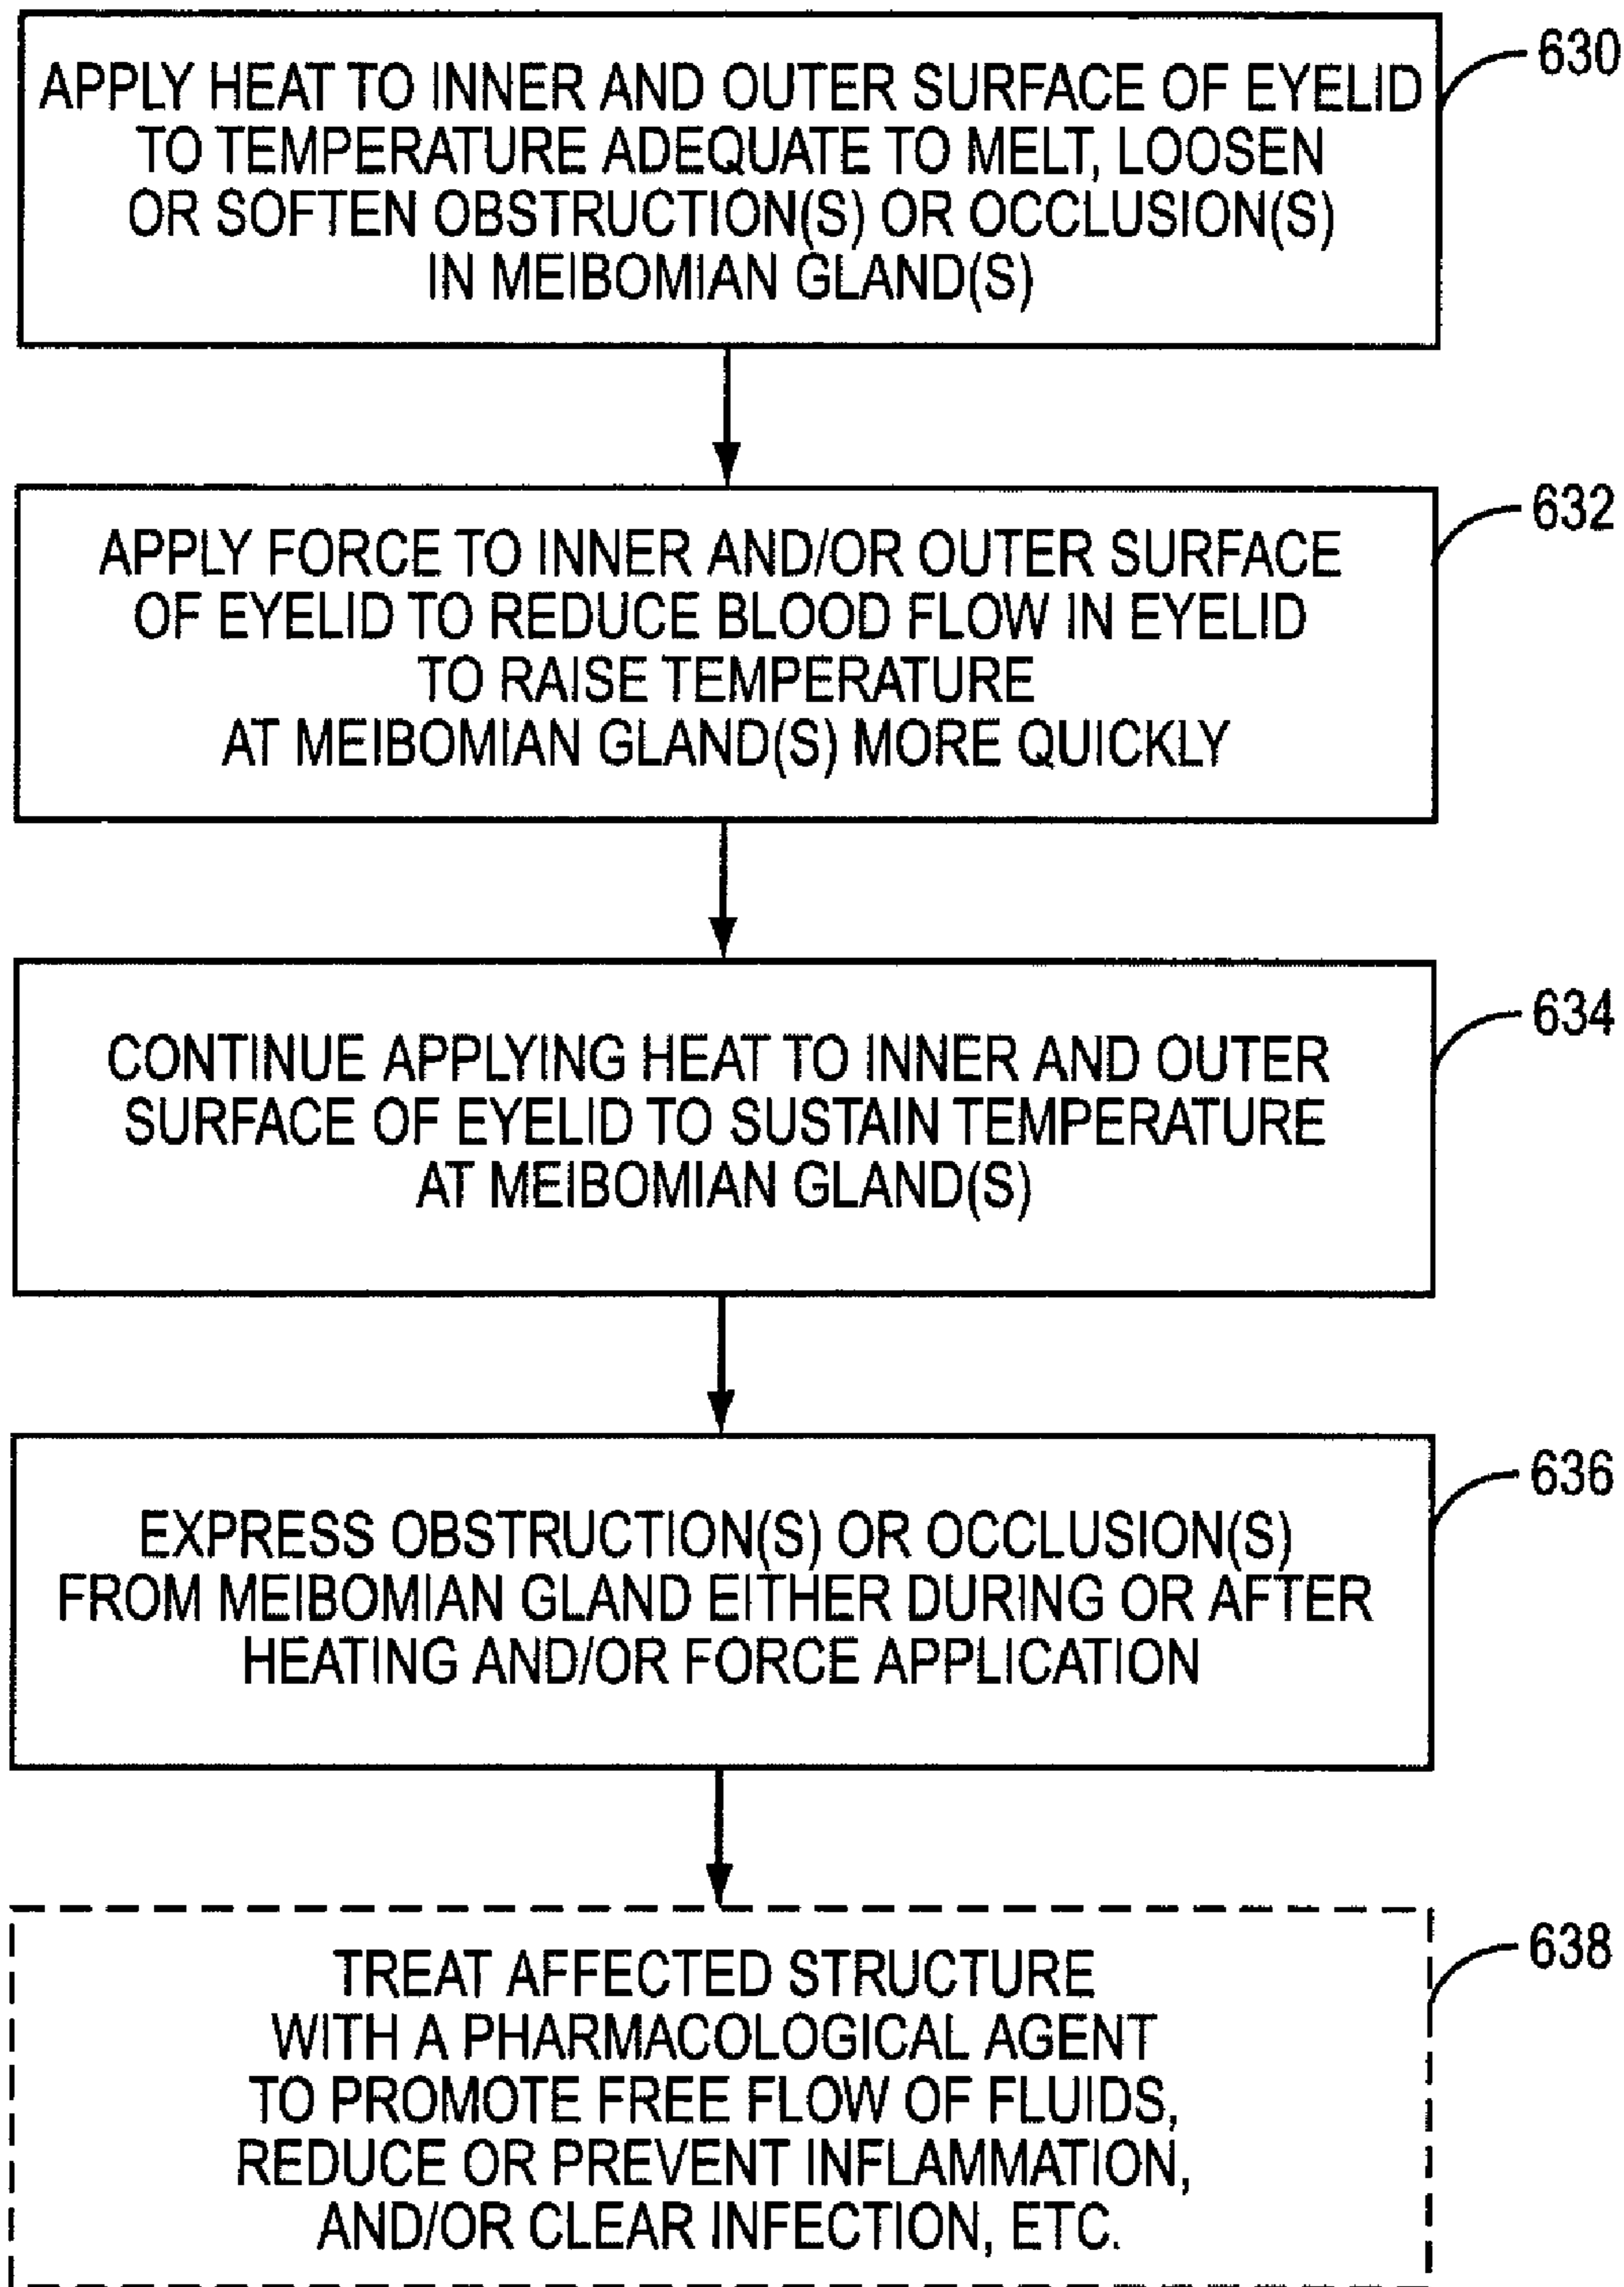 630
APPLY HEAT TO INNER AND OUTER SURFACE OF EYELID
TO TEMPERATURE ADEQUATE TO MELT, LOOSEN
OR SOFTEN OBSTRUCTION(S) OR OCCLUSION(S)
IN MEIBOMIAN GLAND(S)
632
APPLY FORCE TO INNER AND/OR OUTER SURFACE
OF EYELID TO REDUCE BLOOD FLOW IN EYELID
TO RAISE TEMPERATURE
AT MEIBOMIAN GLAND(S) MORE QUICKLY
634
CONTINUE APPLYING HEAT TO INNER AND OUTER
SURFACE OF EYELID TO SUSTAIN TEMPERATURE
AT MEIBOMIAN GLAND(S)
636
EXPRESS OBSTRUCTION(S) OR OCCLUSION(S)
FROM MEIBOMIAN GLAND EITHER DURING OR AFTER
HEATING AND/OR FORCE APPLICATION
638
TREAT AFFECTED STRUCTURE
WITH A PHARMACOLOGICAL AGENT
TO PROMOTE FREE FLOW OF FLUIDS,
REDUCE OR PREVENT INFLAMMATION,
AND/OR CLEAR INFECTION, ETC.